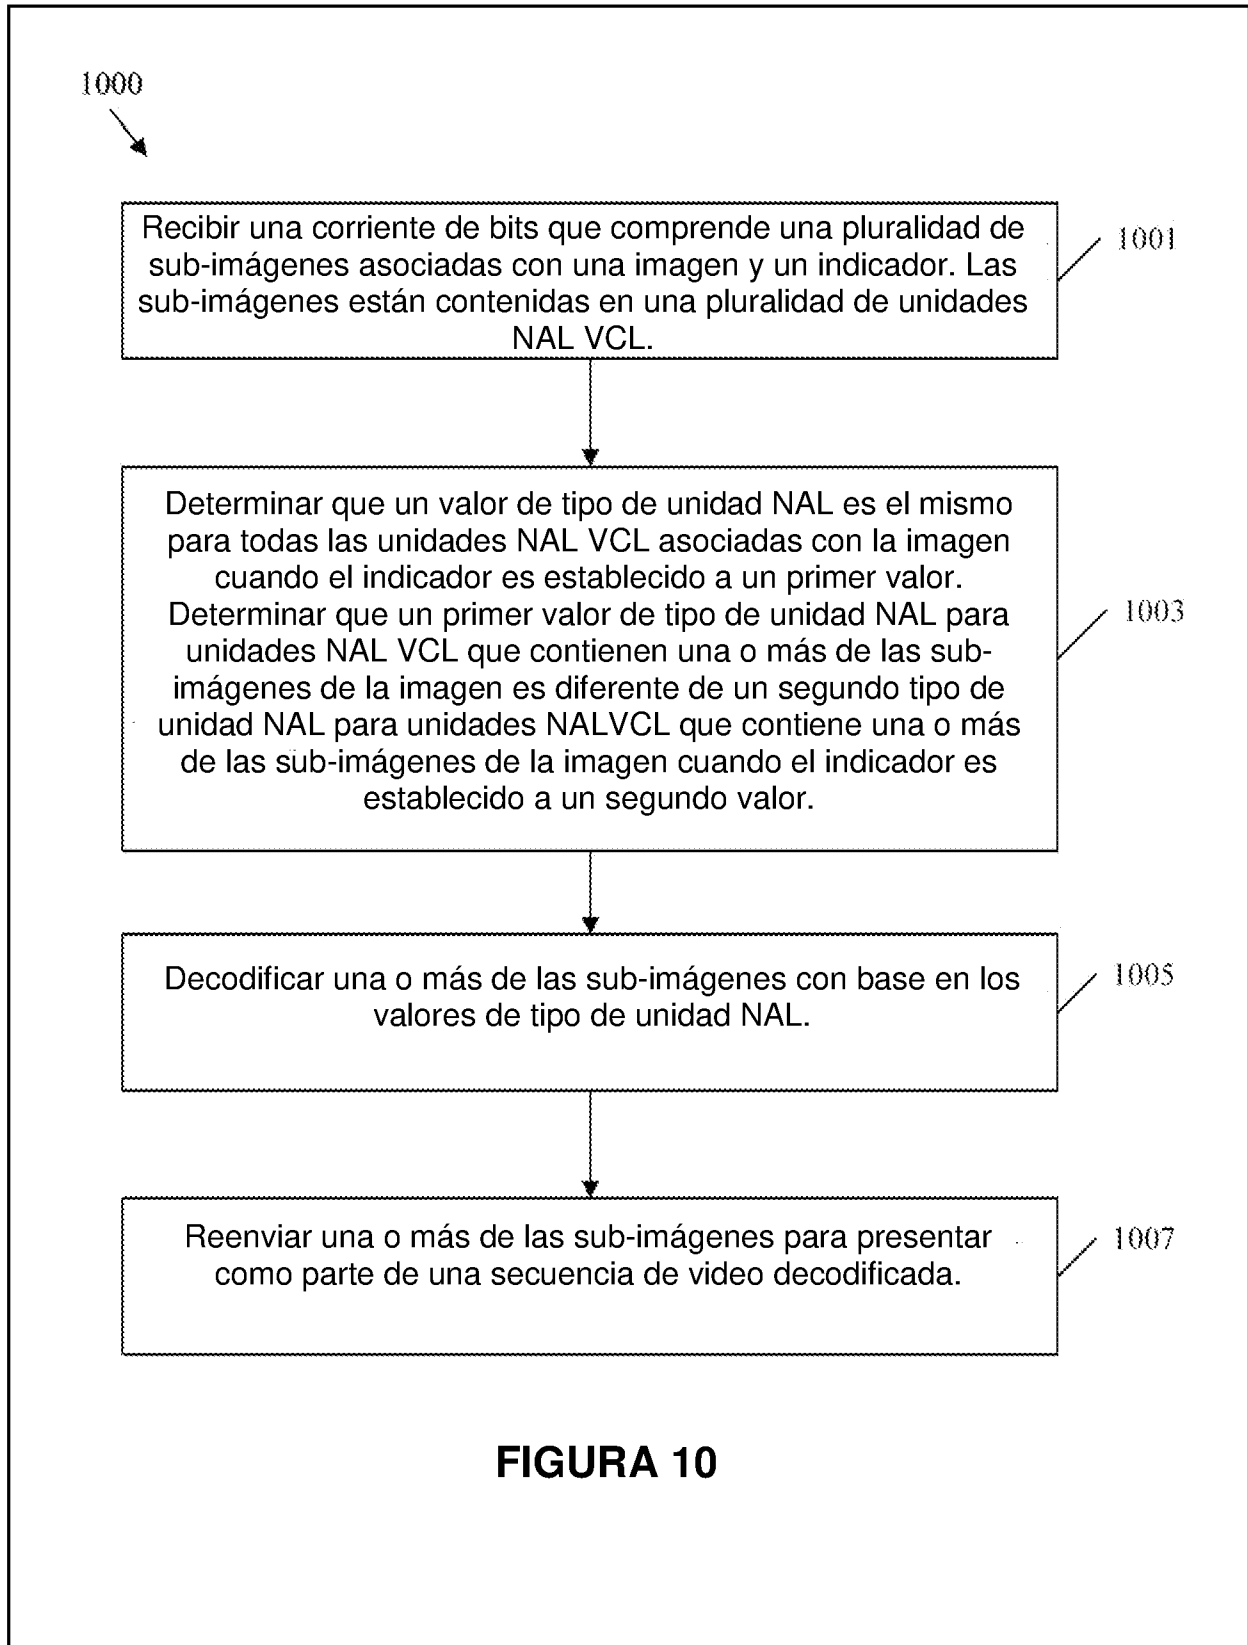 1000
Recibir una corriente de bits que comprende una pluralidad de
sub-imágenes asociadas con una imagen y un indicador. Las
sub-imágenes están contenidas en una pluralidad de unidades
NAL VCL.
1001
Determinar que un valor de tipo de unidad NAL es el mismo
para todas las unidades NAL VCL asociadas con la imagen
cuando el indicador es establecido a un primer valor.
Determinar que un primer valor de tipo de unidad NAL para
unidades NAL VCL que contienen una o más de las sub-
imágenes de la imagen es diferente de un segundo tipo de
unidad NAL para unidades NALVCL que contiene una o más
de las sub-imágenes de la imagen cuando el indicador es
establecido a un segundo valor.
1003
Decodificar una o más de las sub-imágenes con base en los
valores de tipo de unidad NAL.
1005
Reenviar una o más de las sub-imágenes para presentar
como parte de una secuencia de video decodificada.
1007
FIGURA 10